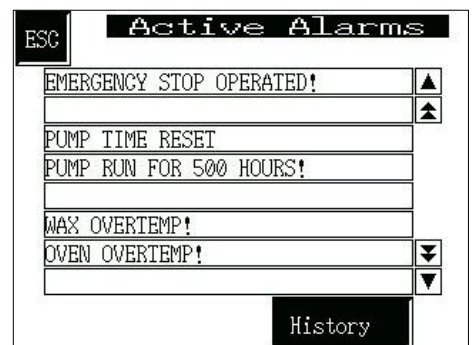 ESC
Active Alarms
EMERGENCY STOP OPERATED!
PUMP TIME RESET
PUMP RUN FOR 500 HOURS!
WAX OVERTEMP!
OVEN OVERTEMP!
History